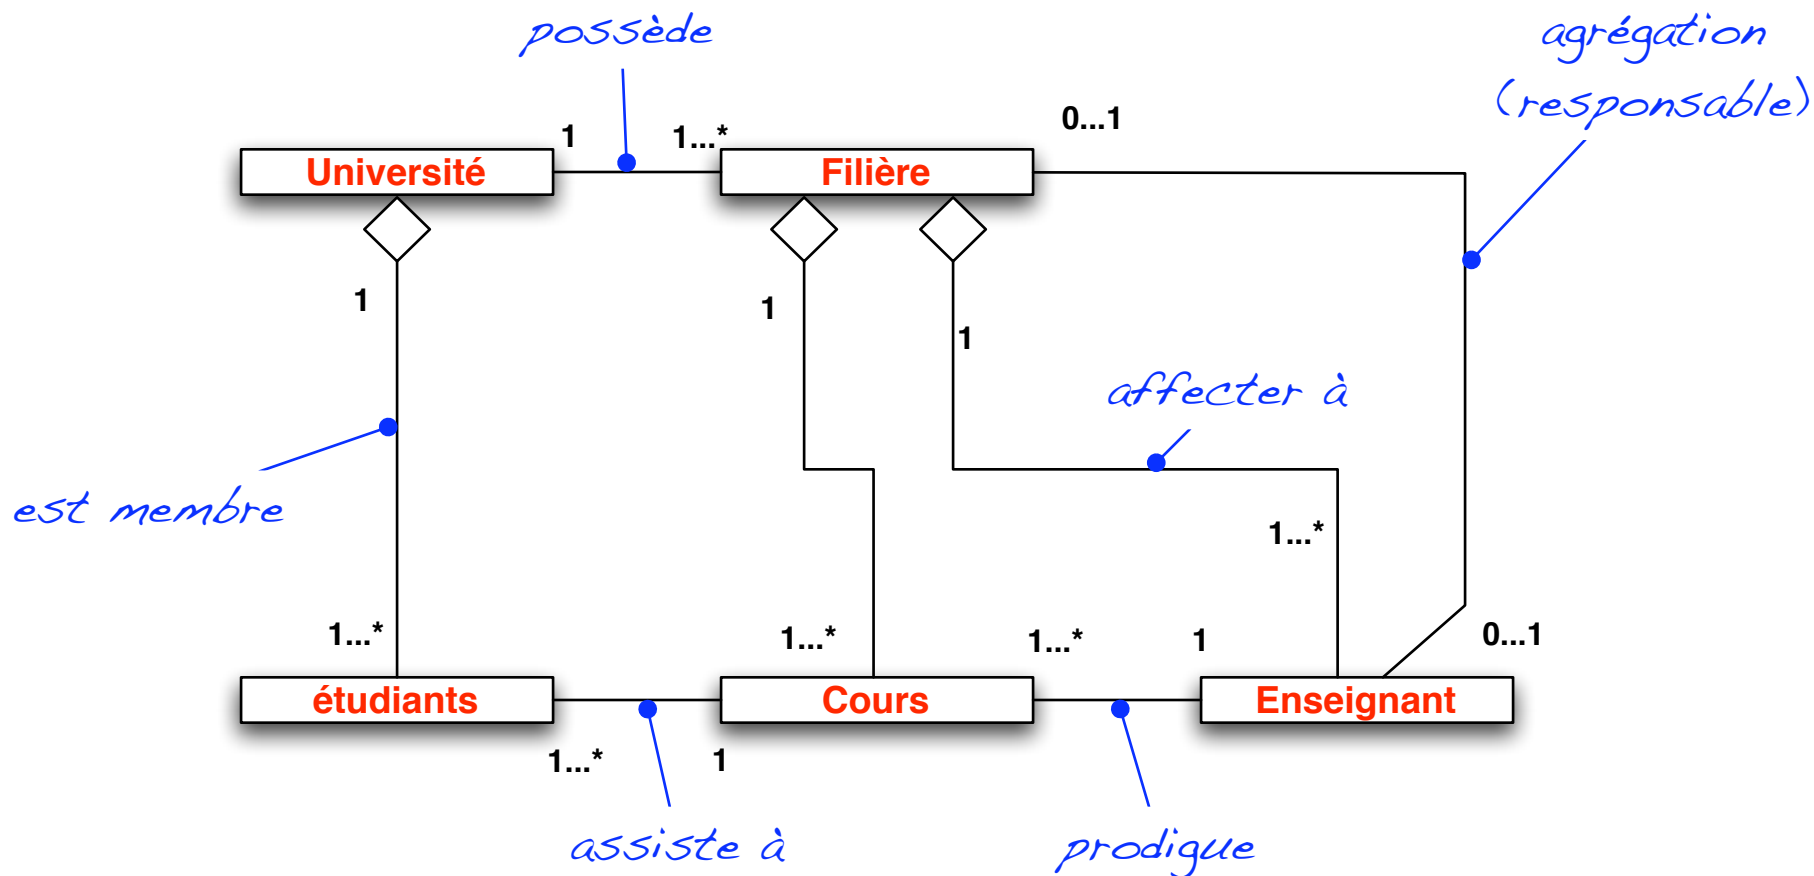 possède
agrégation
(responsable)
0...1
1
1...*
Université
Filière
1
1
1
affecter à
est membre
1...*
1...*
1...*
1...*
1
0...1
étudiants
Cours
Enseignant
1...*
1
assiste à
prodigue